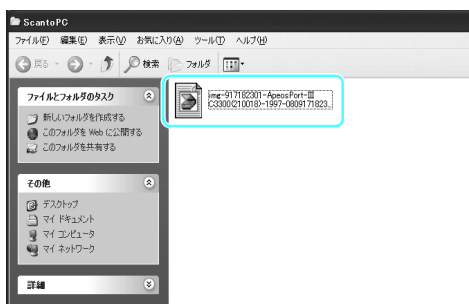 ScantoPC
ファイル(F) 編集(E) 表示(V) お気に入り(A) ツール(T) ヘルプ(H)
戻る 検索 フォルダ
ファイルとフォルダのタスク
新しいフォルダを作成する
このフォルダを Web に公開する
このフォルダを共有する
その他
デスクトップ
マイ ドキュメント
マイ コンピュータ
マイ ネットワーク
詳細
img-917182301-ApeosPort-III
C3300(210018)-1997-0809171823...